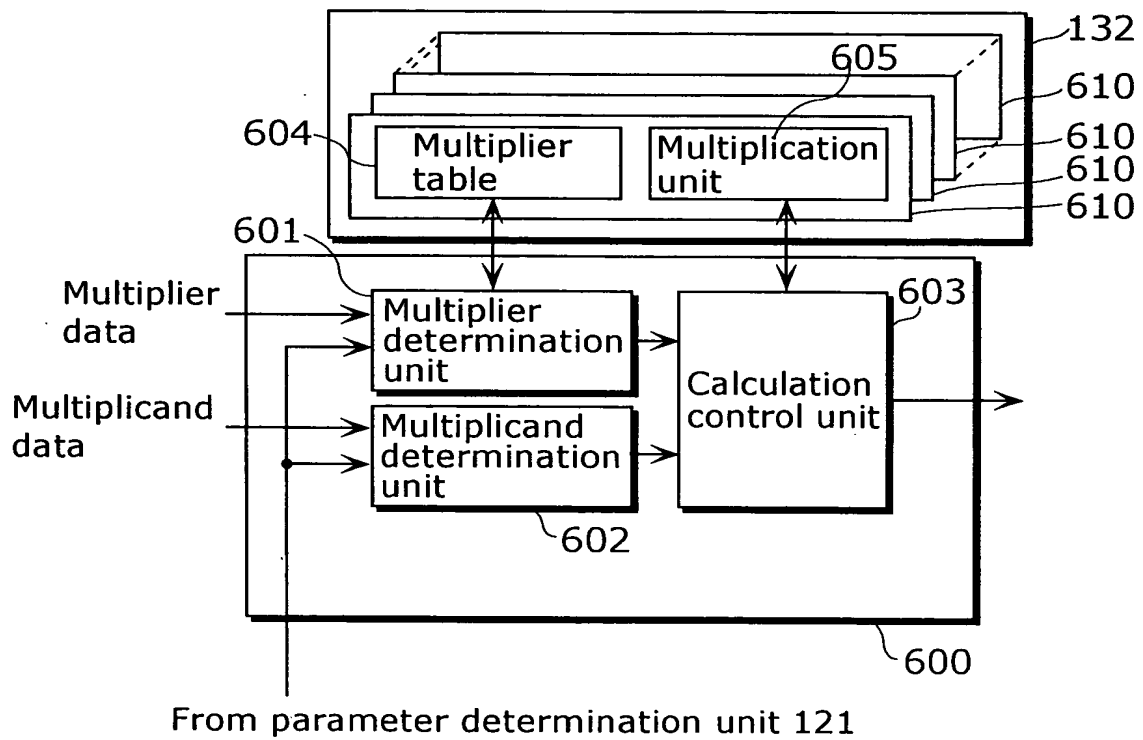 132
605
610
604
Multiplier
table
Multiplication
unit
610
610
610
601
Multiplier
data
Multiplier
determination
unit
603
Multiplicand
data
Multiplicand
determination
unit
Calculation
control unit
602
600
From parameter determination unit 121